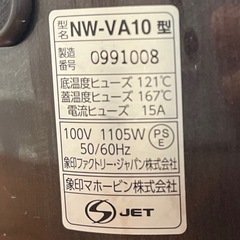 型名 NW-VA10 型
製造番号 0991008
底温度ヒューズ 121℃
蓋温度ヒューズ 167℃
電流ヒューズ 15A
100V 1105W
50/60Hz
PSE
象印ファクトリー・ジャパン株式会社
象印マホービン株式会社
S JET